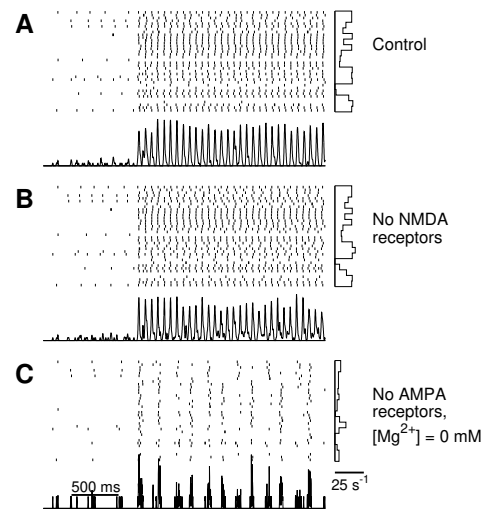 A
Control
B
No NMDA
receptors
C
No AMPA
receptors,
[Mg²⁺] = 0 mM
500 ms
25 s⁻¹